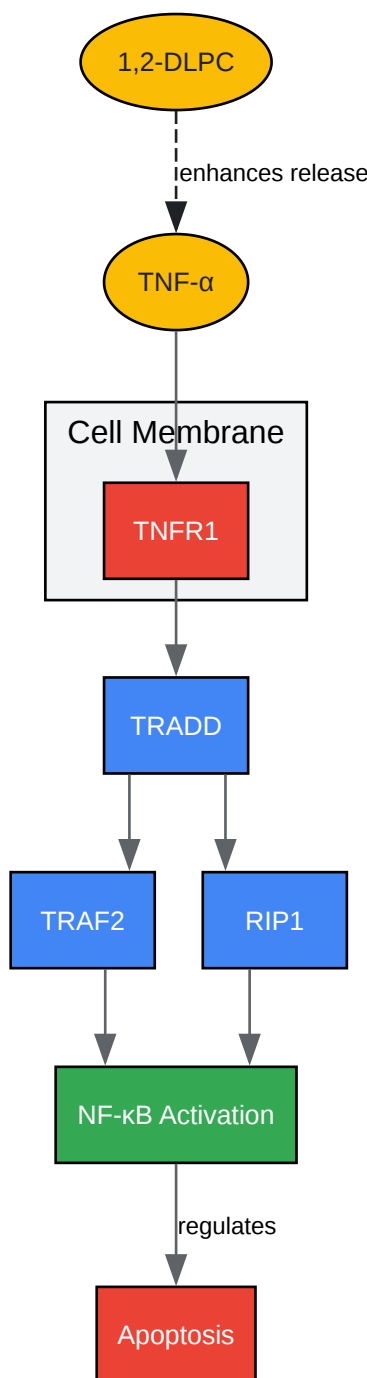 1,2-DLPC
enhances release
TNF-α
Cell Membrane
TNFR1
TRADD
TRAF2
RIP1
NF-κB Activation
regulates
Apoptosis